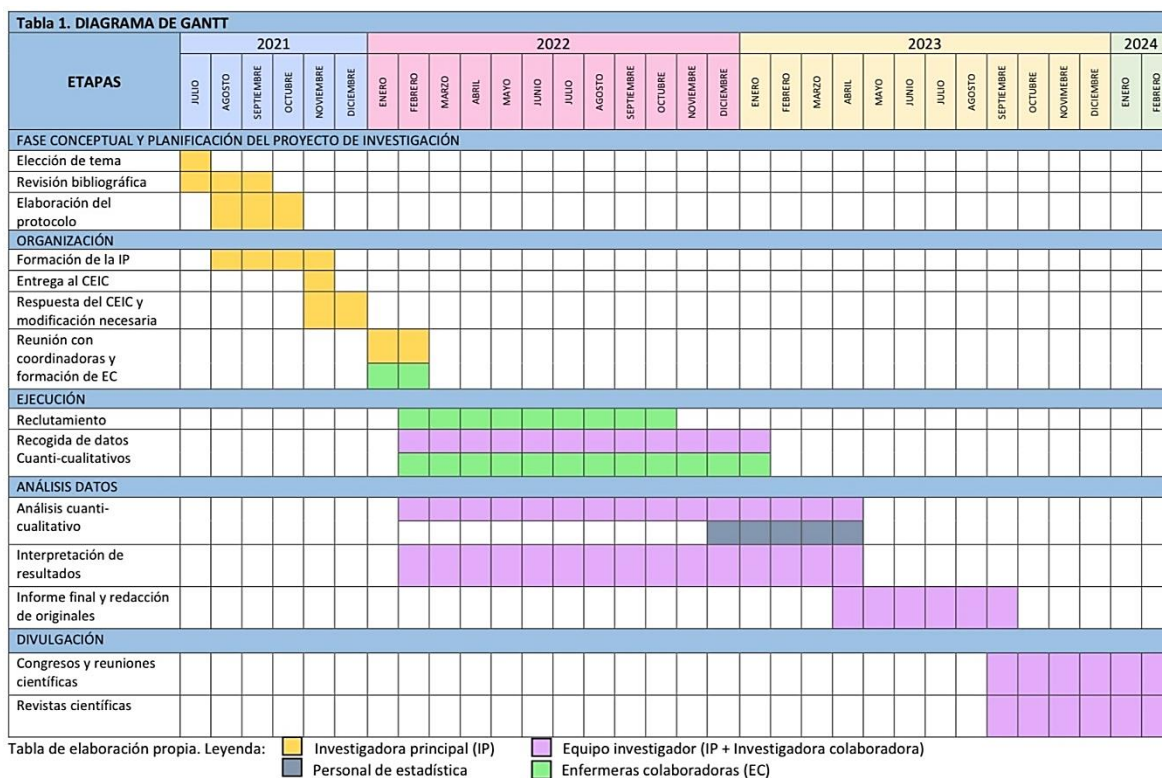 Tabla 1. DIAGRAMA DE GANTT
ETAPAS
2021
2022
2023
2024
JULIO
AGOSTO
SEPTIEMBRE
OCTUBRE
NOVIEMBRE
DICIEMBRE
ENERO
FEBRERO
MARZO
ABRIL
MAYO
JUNIO
JULIO
AGOSTO
SEPTIEMBRE
OCTUBRE
NOVIEMBRE
DICIEMBRE
ENERO
FEBRERO
MARZO
ABRIL
MAYO
JUNIO
JULIO
AGOSTO
SEPTIEMBRE
OCTUBRE
NOVIMEBRE
DICIEMBRE
ENERO
FEBRERO
FASE CONCEPTUAL Y PLANIFICACIÓN DEL PROYECTO DE INVESTIGACIÓN
Elección de tema
Revisión bibliográfica
Elaboración del
protocolo
ORGANIZACIÓN
Formación de la IP
Entrega al CEIC
Respuesta del CEIC y
modificación necesaria
Reunión con
coordinadoras y
formación de EC
EJECUCIÓN
Reclutamiento
Recogida de datos
Cuanti-cualitativos
ANÁLISIS DATOS
Análisis cuanti-
cualitativo
Interpretación de
resultados
Informe final y redacción
de originales
DIVULGACIÓN
Congresos y reuniones
científicas
Revistas científicas
Tabla de elaboración propia. Leyenda:
Investigadora principal (IP)
Equipo investigador (IP + Investigadora colaboradora)
Personal de estadística
Enfermeras colaboradoras (EC)